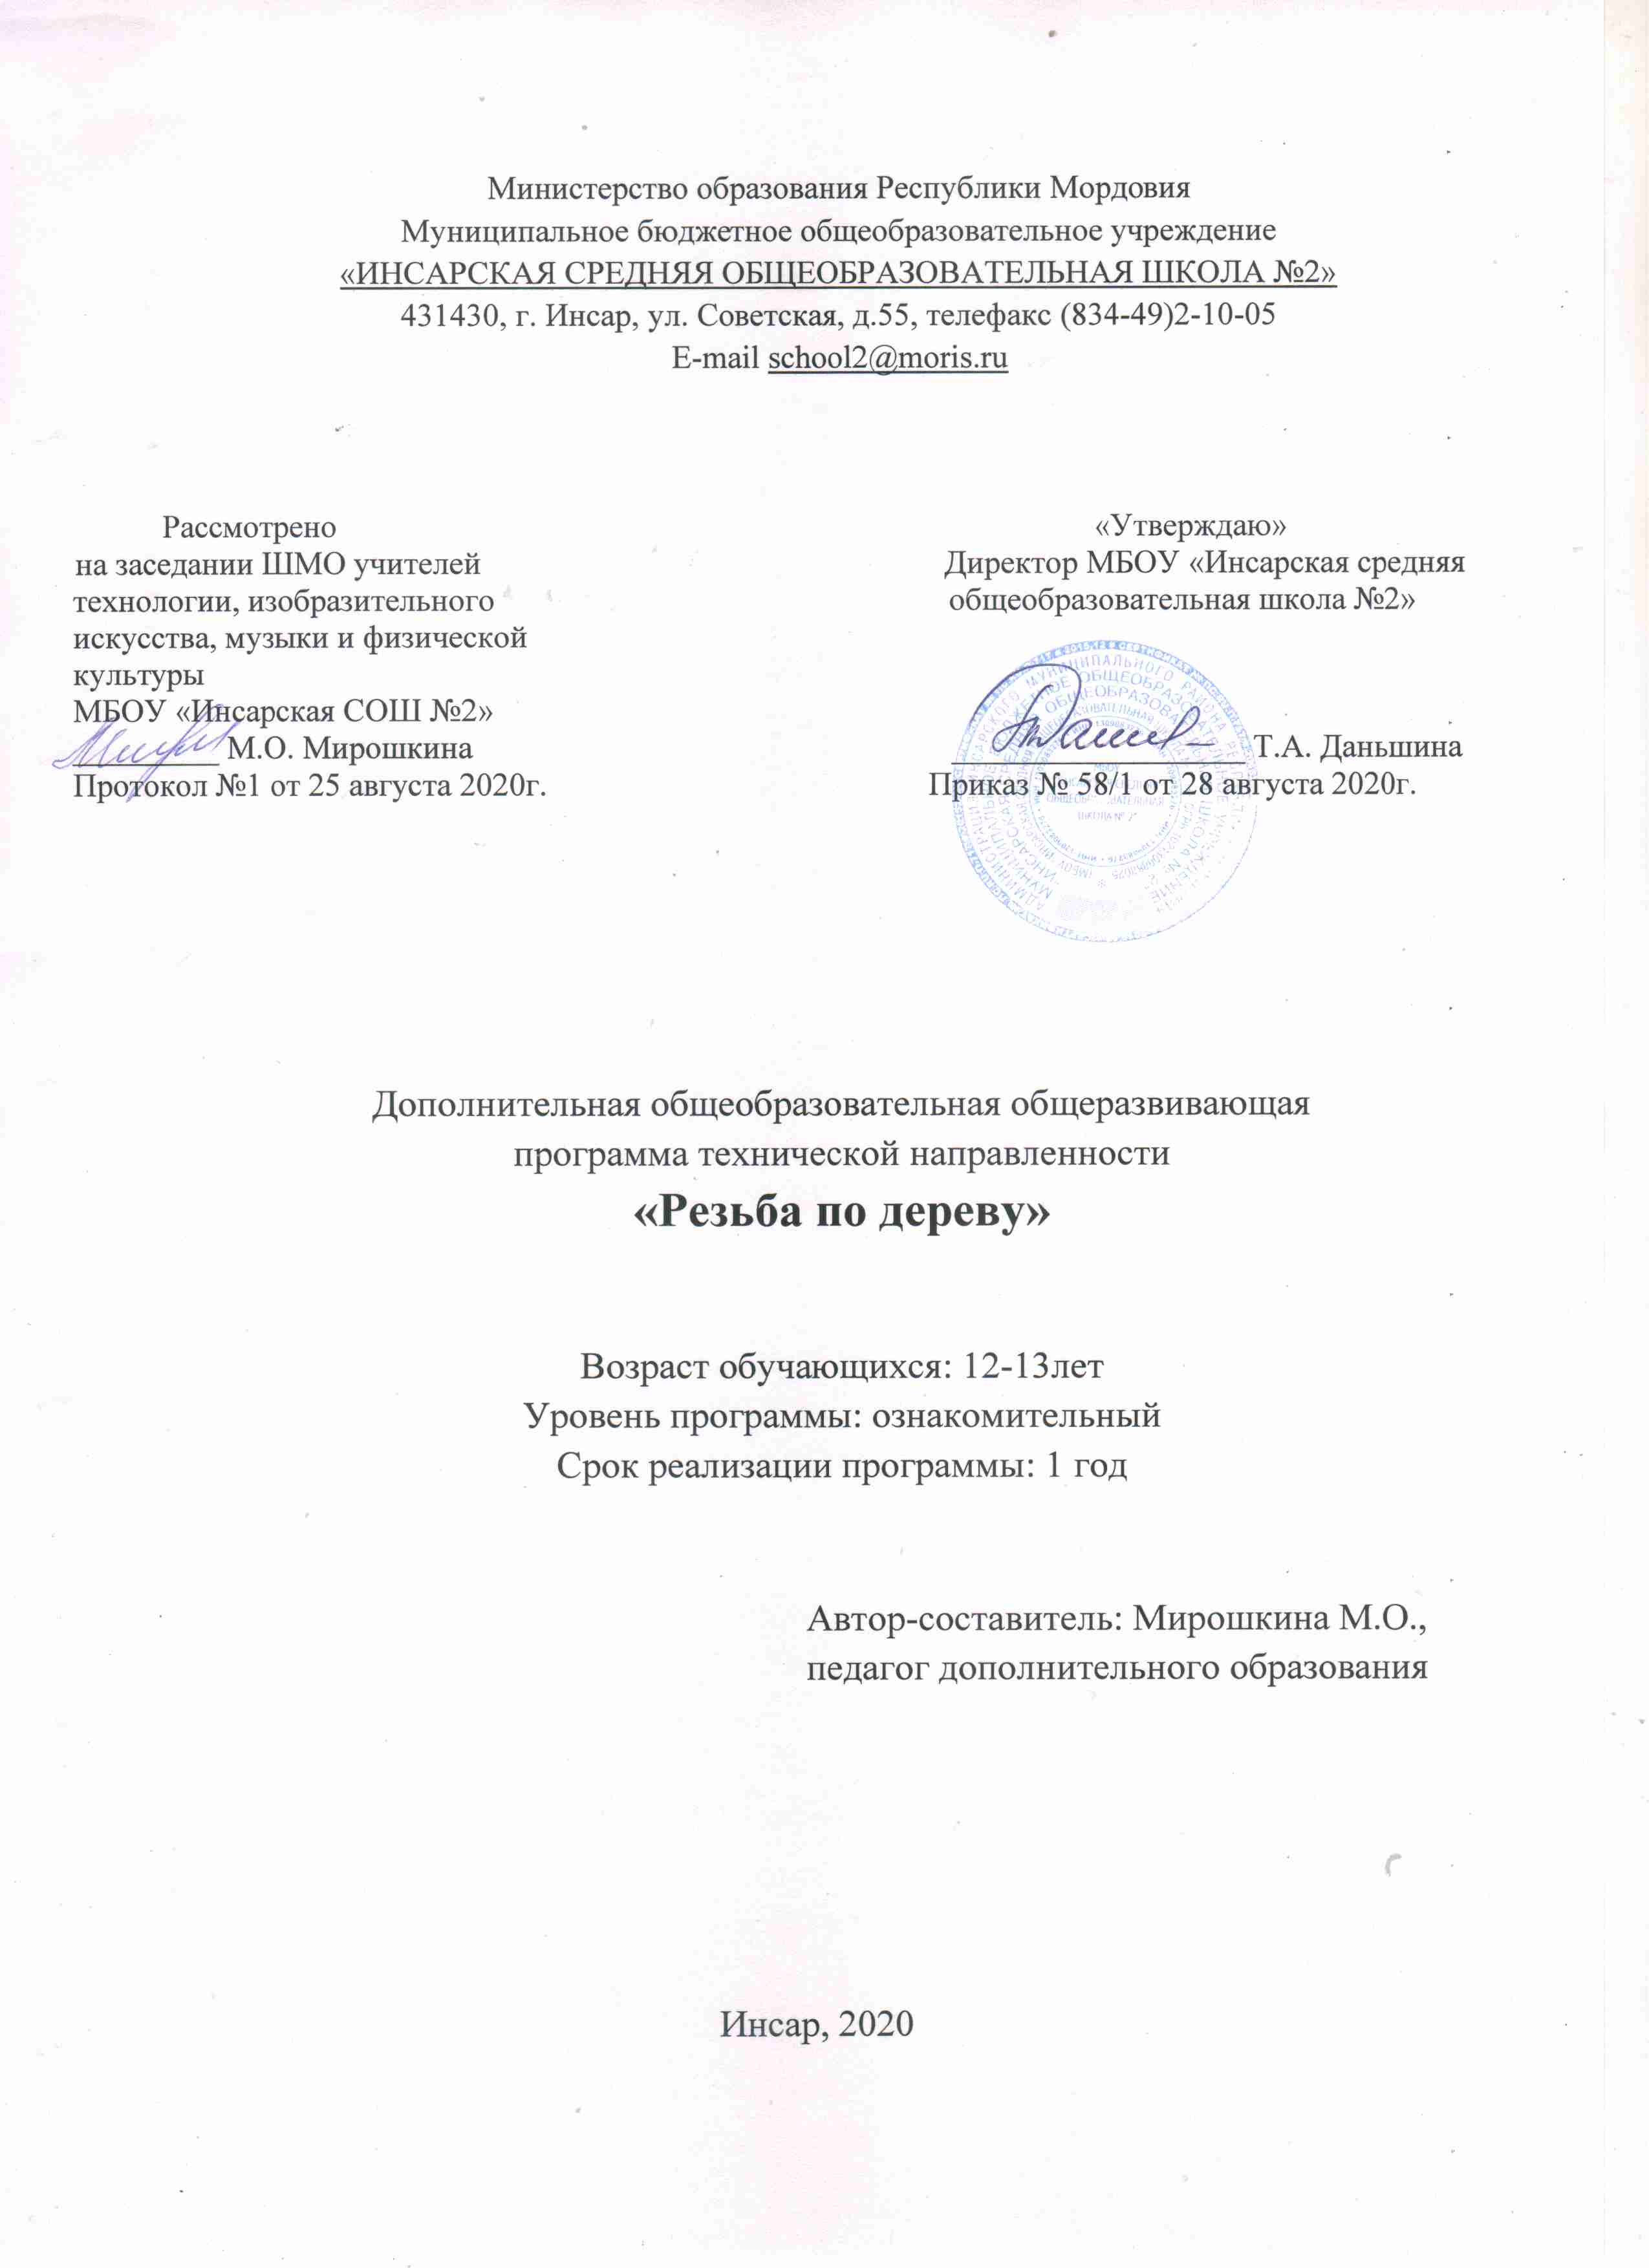 Министерство образования Республики Мордовия
Муниципальное бюджетное общеобразовательное учреждение
«ИНСАРСКАЯ СРЕДНЯЯ ОБЩЕОБРАЗОВАТЕЛЬНАЯ ШКОЛА №2»
431430, г. Инсар, ул. Советская, д.55, телефакс (834-49)2-10-05
E-mail school2@moris.ru
Рассмотрено
на заседании ШМО учителей
технологии, изобразительного
искусства, музыки и физической
культуры
МБОУ «Инсарская СОШ №2»
М.О. Мирошкина
Протокол №1 от 25 августа 2020г.
«Утверждаю»
Директор МБОУ «Инсарская средняя
общеобразовательная школа №2»
Т.А. Даньшина
Приказ № 58/1 от 28 августа 2020г.
Дополнительная общеобразовательная общеразвивающая
программа технической направленности
«Резьба по дереву»
Возраст обучающихся: 12-13лет
Уровень программы: ознакомительный
Срок реализации программы: 1 год
Автор-составитель: Мирошкина М.О.,
педагог дополнительного образования
Инсар, 2020